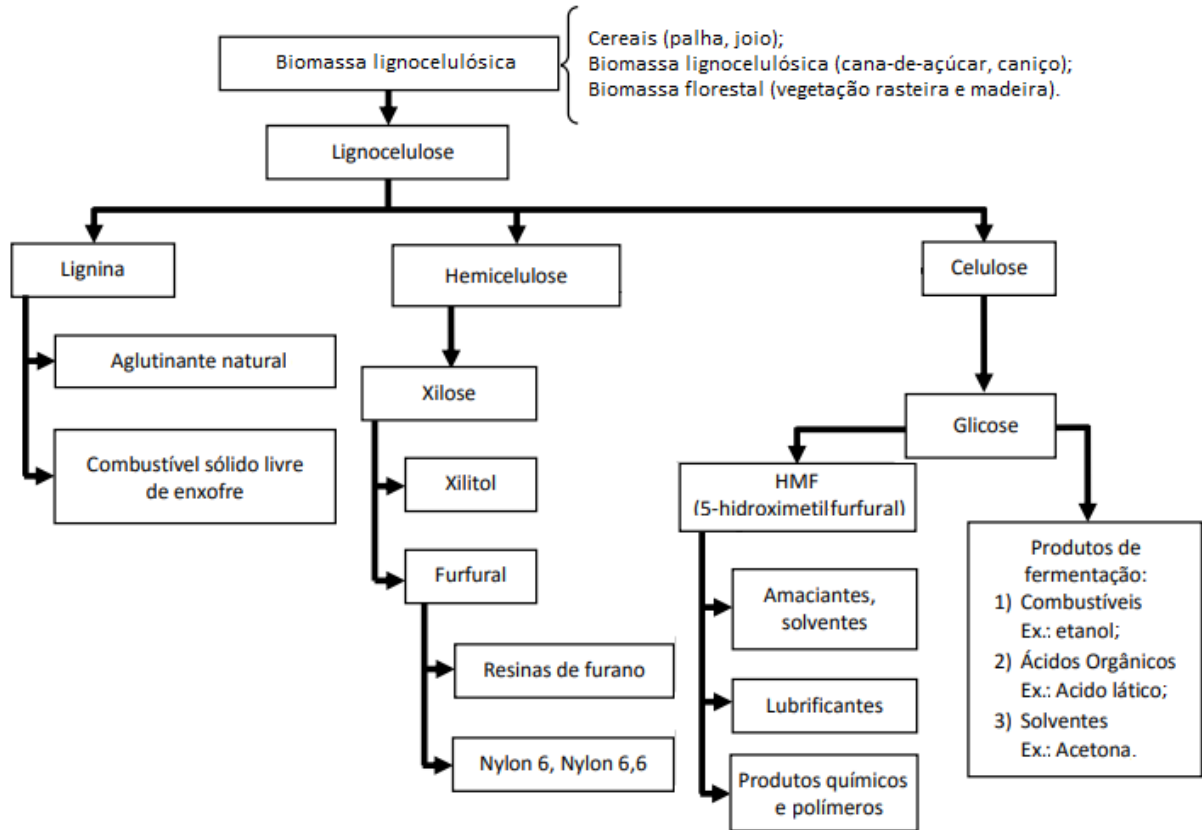 Biomassa lignocelulósica
Cereais (palha, joio);
Biomassa lignocelulósica (cana-de-açúcar, caniço);
Biomassa florestal (vegetação rasteira e madeira).
Lignocelulose
Lignina
Hemicelulose
Celulose
Aglutinante natural
Combustível sólido livre
de enxofre
Xilose
Xilitol
Furfural
Resinas de furano
Nylon 6, Nylon 6,6
Glicose
HMF
(5-hidroximetilfurfural)
Amaciantes,
solventes
Lubrificantes
Produtos químicos
e polímeros
Produtos de
fermentação:
1) Combustíveis
Ex.: etanol;
2) Ácidos Orgânicos
Ex.: Acido lático;
3) Solventes
Ex.: Acetona.